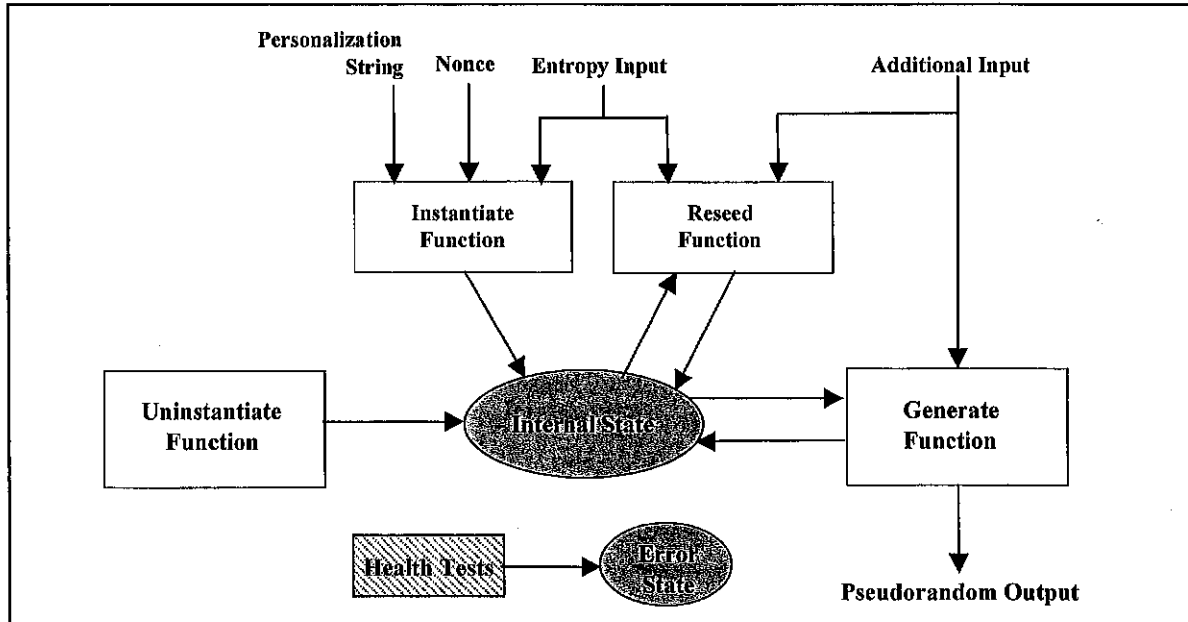 Personalization
String
Nonce
Entropy Input
Additional Input
Instantiate
Function
Reseed
Function
Uninstantiate
Function
Internal State
Generate
Function
Health Tests
Error
State
Pseudorandom Output